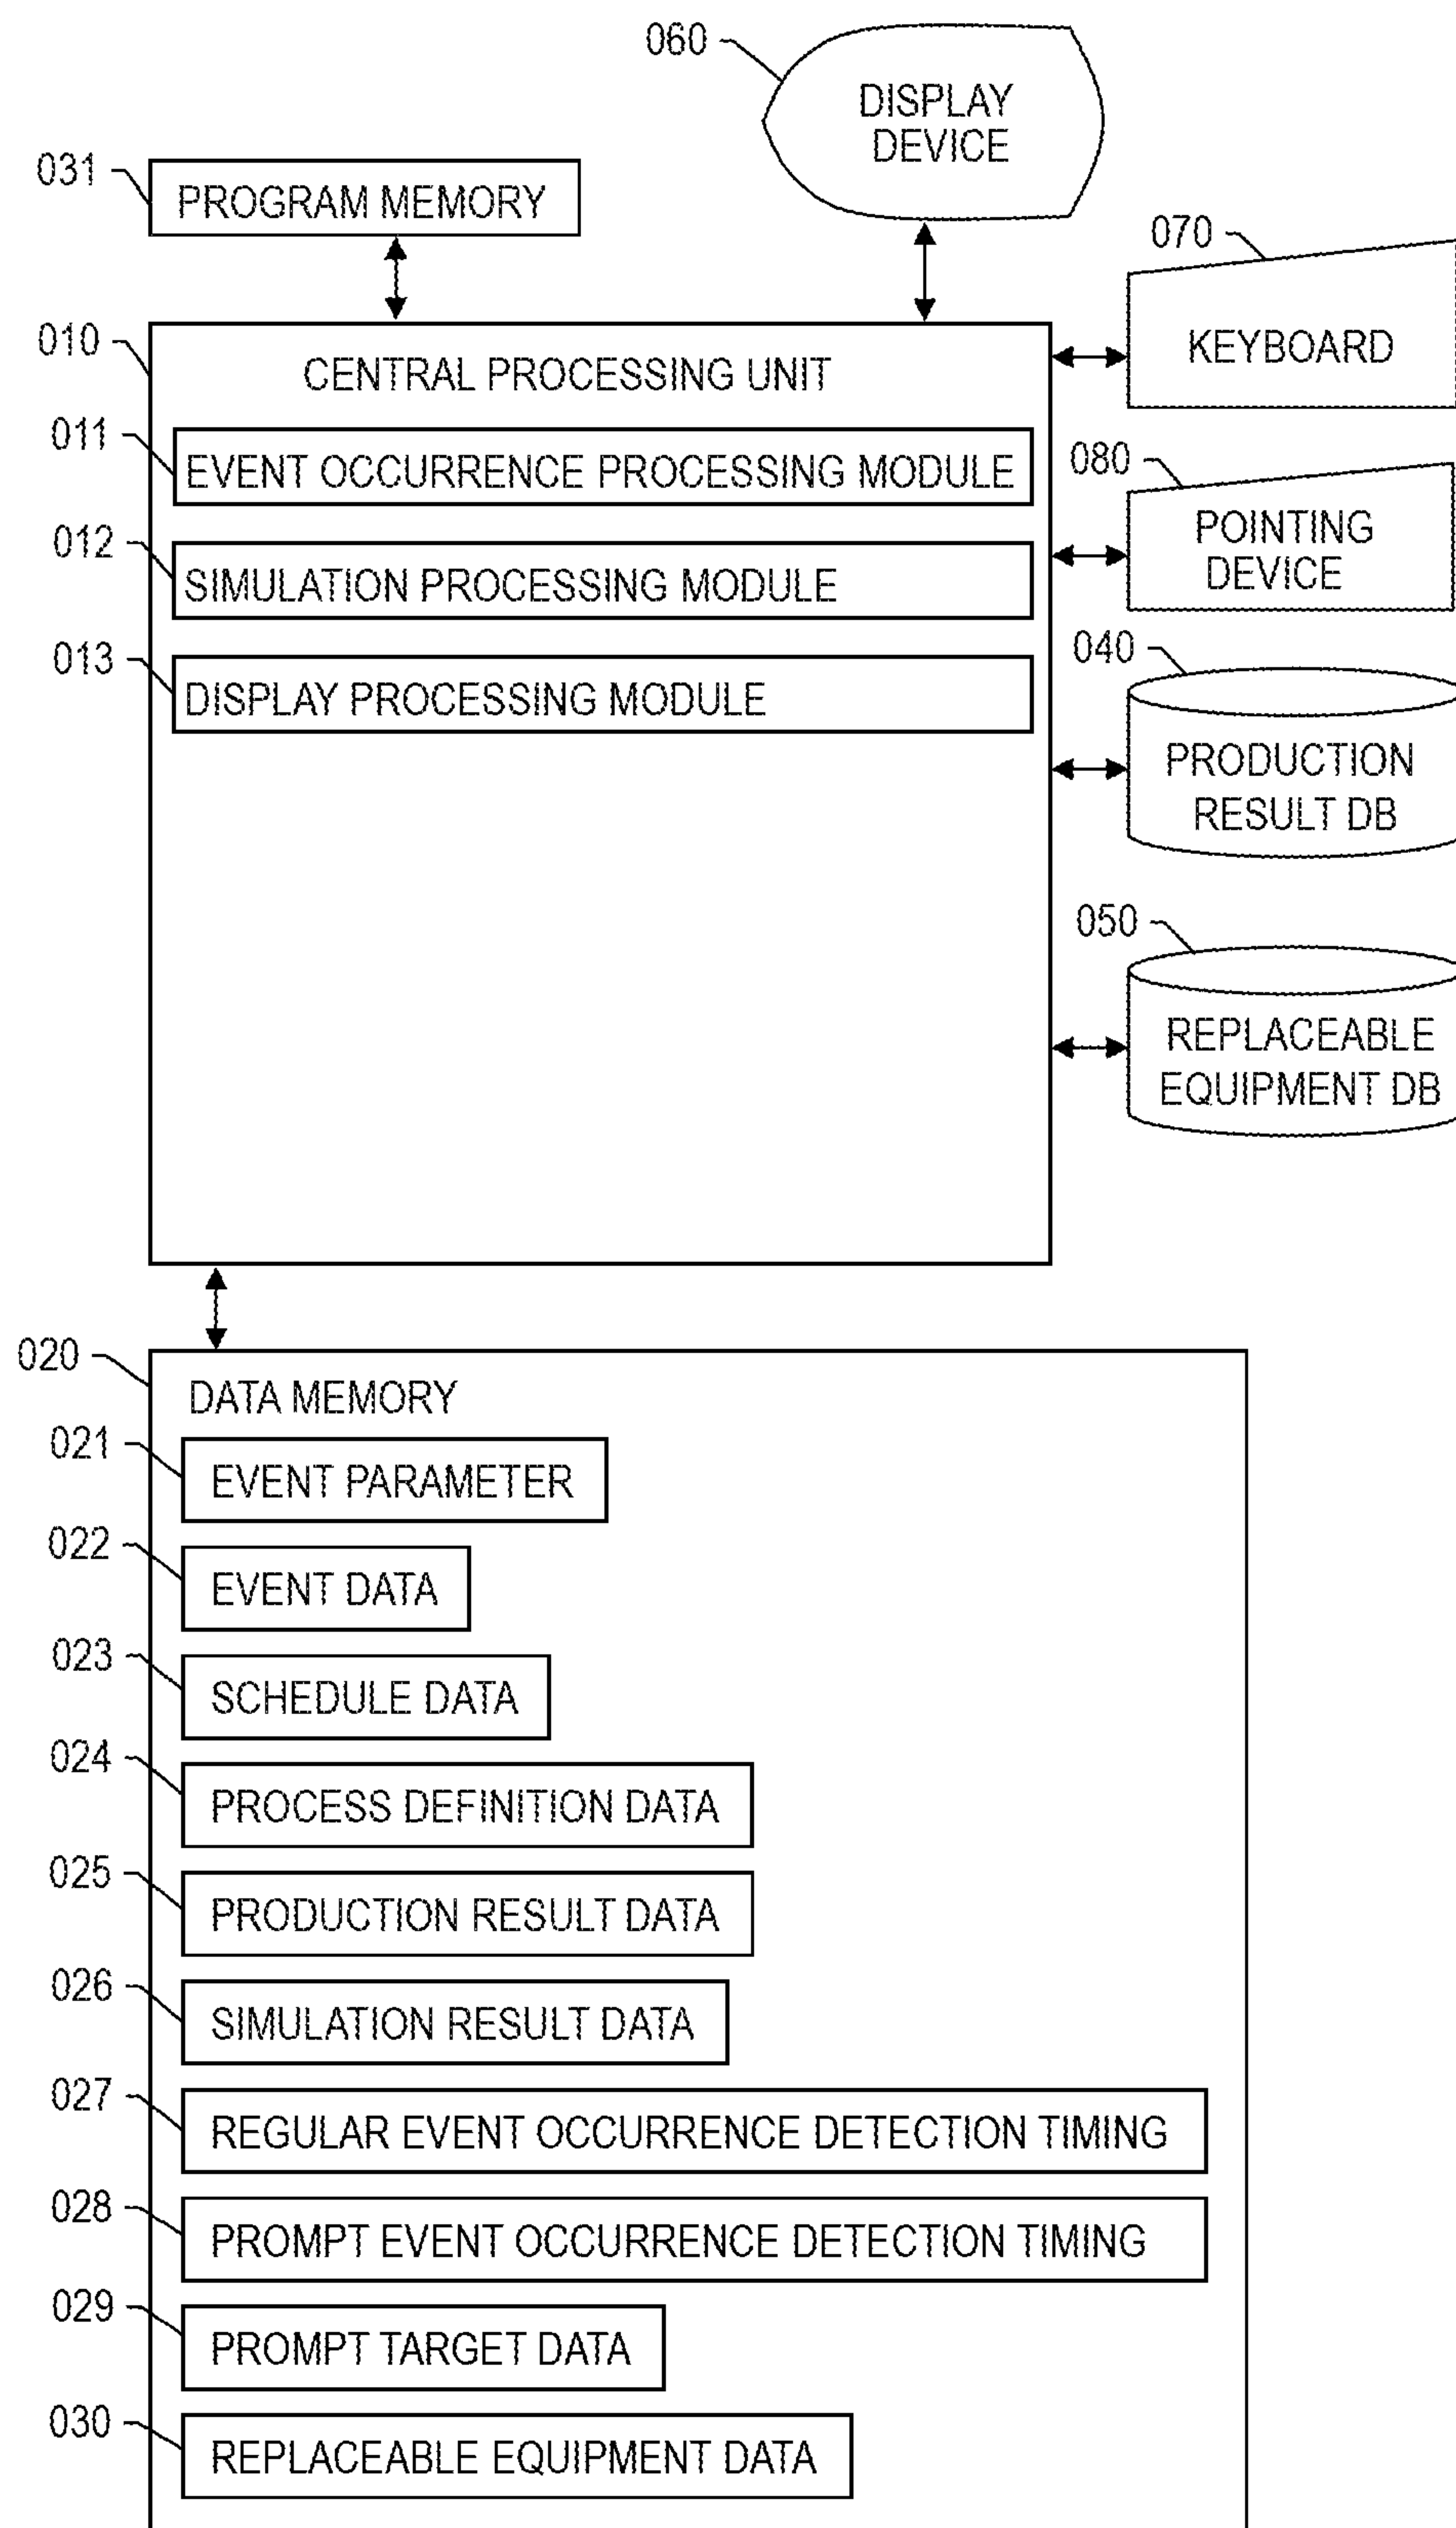 060
DISPLAY
DEVICE
031
PROGRAM MEMORY
070
KEYBOARD
010
CENTRAL PROCESSING UNIT
011
EVENT OCCURRENCE PROCESSING MODULE
080
POINTING
DEVICE
012
SIMULATION PROCESSING MODULE
013
DISPLAY PROCESSING MODULE
040
PRODUCTION
RESULT DB
050
REPLACEABLE
EQUIPMENT DB
020
DATA MEMORY
021
EVENT PARAMETER
022
EVENT DATA
023
SCHEDULE DATA
024
PROCESS DEFINITION DATA
025
PRODUCTION RESULT DATA
026
SIMULATION RESULT DATA
027
REGULAR EVENT OCCURRENCE DETECTION TIMING
028
PROMPT EVENT OCCURRENCE DETECTION TIMING
029
PROMPT TARGET DATA
030
REPLACEABLE EQUIPMENT DATA